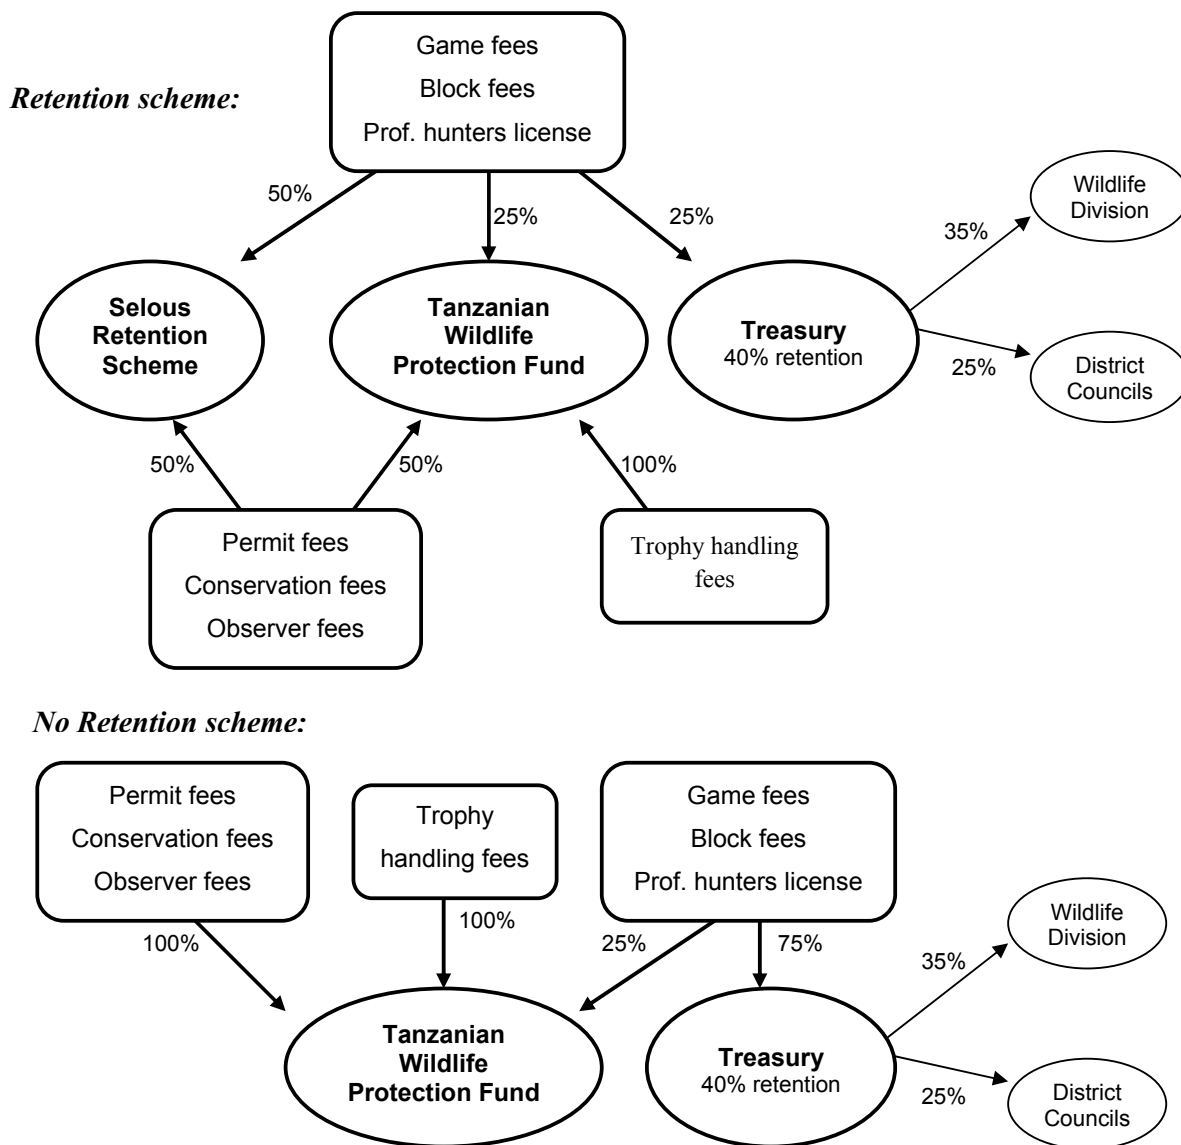 Retention scheme:
Game fees
Block fees
Prof. hunters license
50%
25%
25%
Wildlife
Division
35%
Selous
Retention
Scheme
Tanzanian
Wildlife
Protection Fund
Treasury
40% retention
25%
District
Councils
50%
50%
100%
Permit fees
Conservation fees
Observer fees
Trophy handling
fees
No Retention scheme:
Permit fees
Conservation fees
Observer fees
Trophy
handling fees
Game fees
Block fees
Prof. hunters license
100%
100%
25%
75%
Wildlife
Division
35%
Tanzanian
Wildlife
Protection Fund
Treasury
40% retention
25%
District
Councils